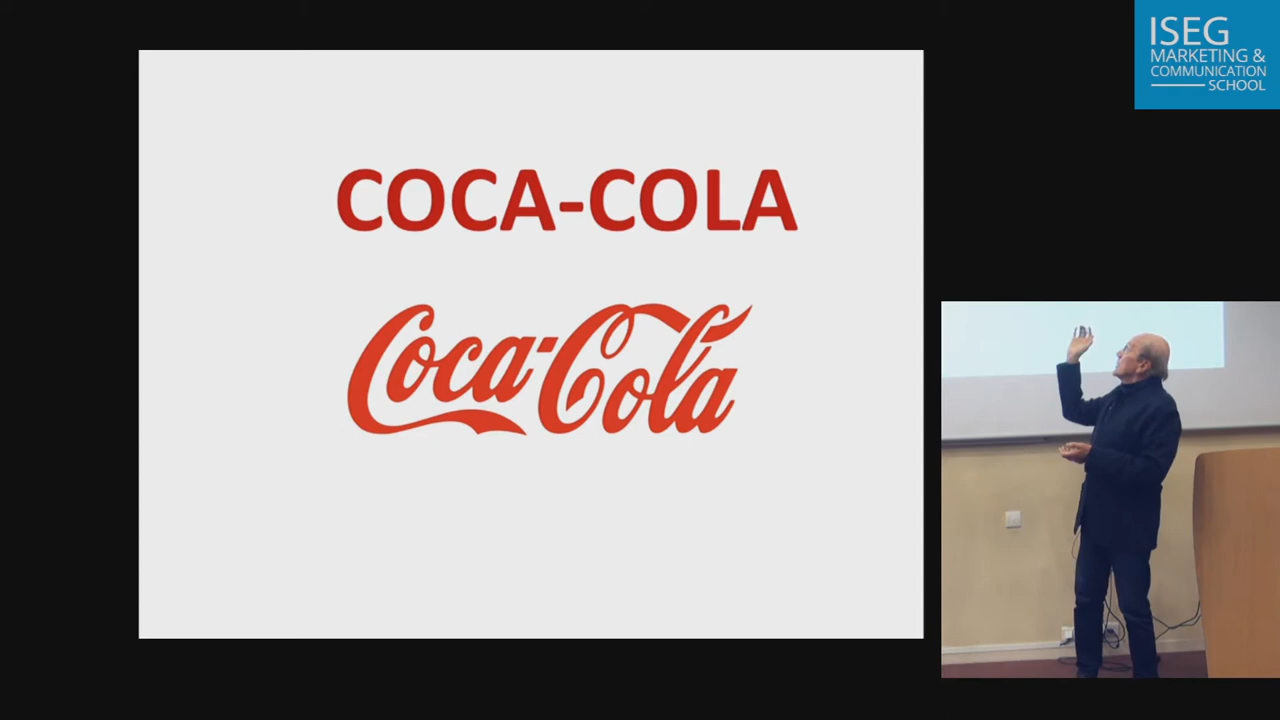 COCA-COLA
Coca-Cola
ISEG
MARKETING &
COMMUNICATION
SCHOOL